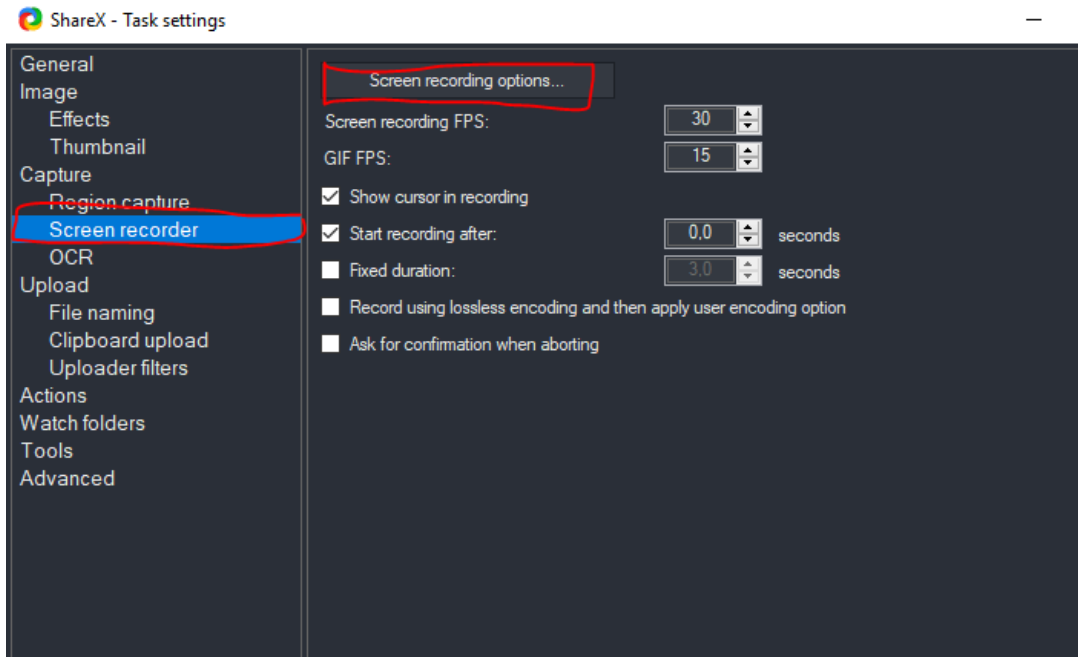 ShareX - Task settings
General
Image
Effects
Thumbnail
Capture
Region capture
Screen recorder
OCR
Upload
File naming
Clipboard upload
Uploader filters
Actions
Watch folders
Tools
Advanced
Screen recording options...
Screen recording FPS: 30
GIF FPS: 15
Show cursor in recording
Start recording after: 0,0 seconds
Fixed duration: 3,0 seconds
Record using lossless encoding and then apply user encoding option
Ask for confirmation when aborting